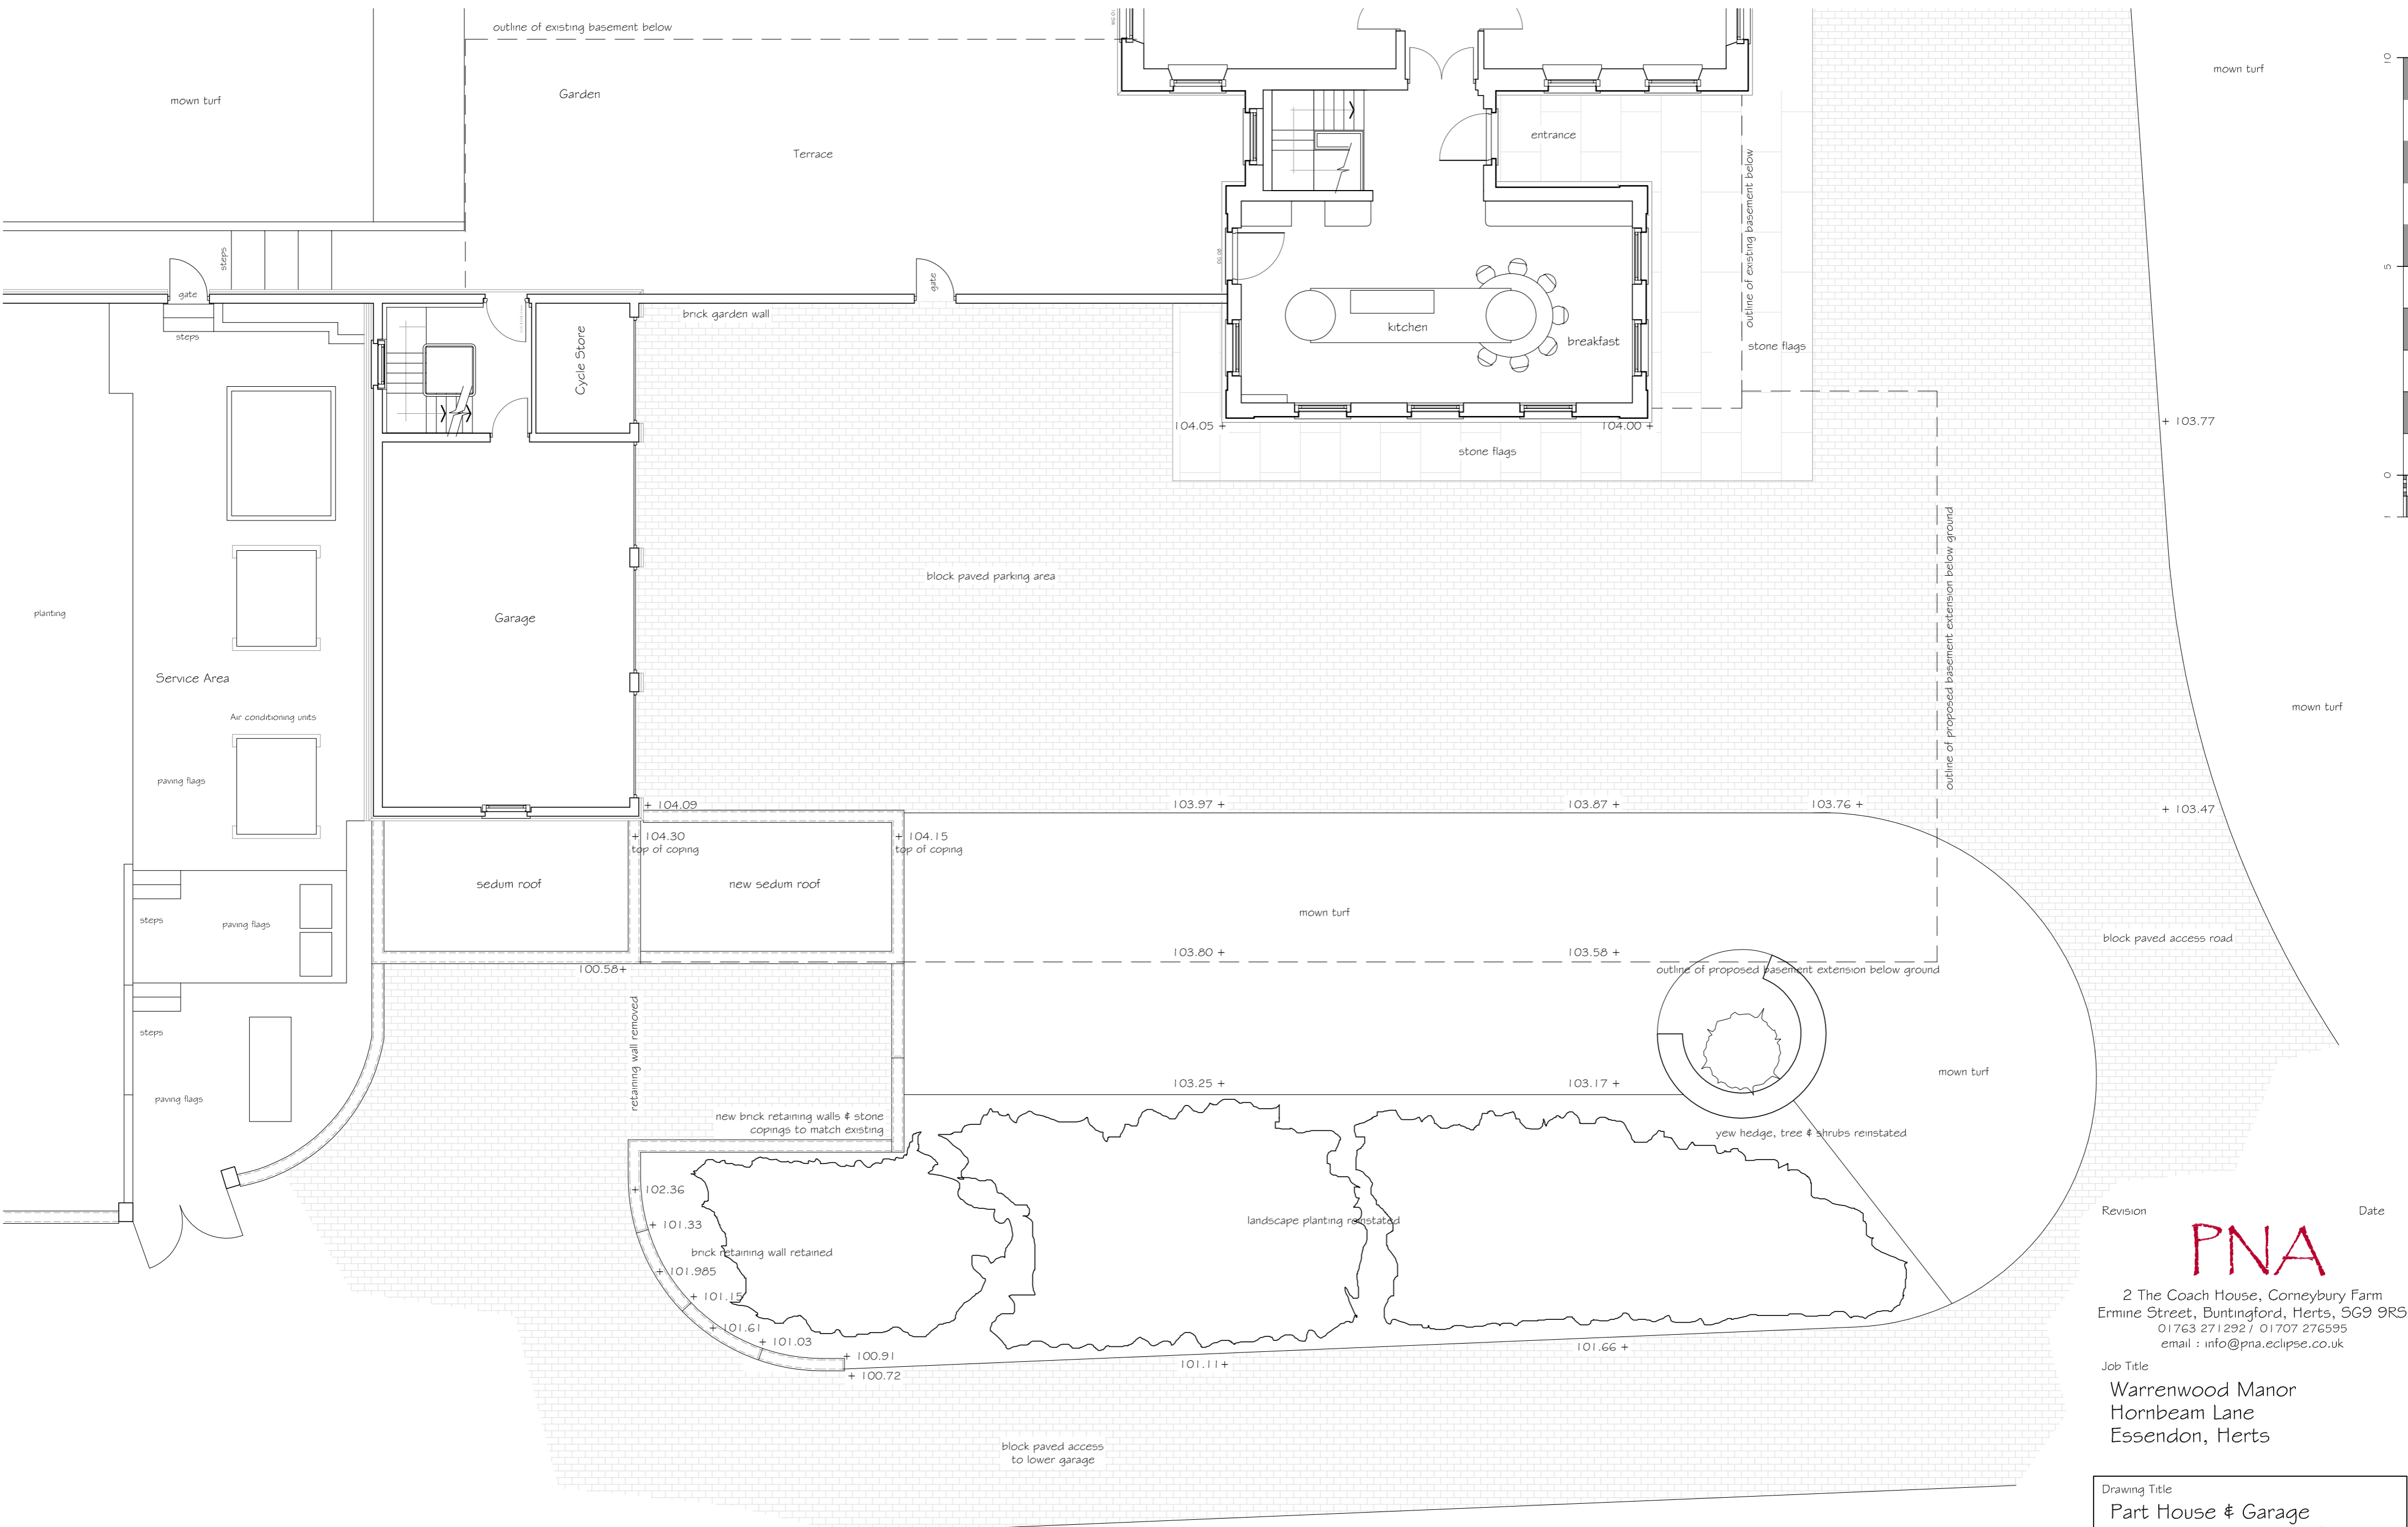 outline of existing basement below
mown turf
Garden
Terrace
entrance
outline of existing basement below
mown turf
10
5
0
steps
gate
steps
gate
brick garden wall
Cycle Store
kitchen
breakfast
stone flags
104.05 +
104.00 +
stone flags
+ 103.77
outline of proposed basement extension below ground
block paved parking area
planting
Garage
Service Area
Air conditioning units
paving flags
mown turf
+ 104.09
103.97 +
103.87 +
103.76 +
+ 103.47
+ 104.30
top of coping
+ 104.15
top of coping
sedum roof
new sedum roof
mown turf
steps
paving flags
block paved access road
103.80 +
103.58 +
100.58+
outline of proposed basement extension below ground
retaining wall removed
steps
paving flags
103.25 +
103.17 +
mown turf
new brick retaining walls & stone
copings to match existing
yew hedge, tree & shrubs reinstated
+ 102.36
+ 101.33
landscape planting reinstated
brick retaining wall retained
+ 101.985
+ 101.15
+ 101.61
+ 101.03
+ 100.91
+ 100.72
101.11+
101.66 +
block paved access
to lower garage
Revision
Date
PNA
2 The Coach House, Corneybury Farm
Ermine Street, Buntingford, Herts, SG9 9RS
01763 271292 / 01707 276595
email : info@pna.eclipse.co.uk
Job Title
Warrenwood Manor
Hornbeam Lane
Essendon, Herts
Drawing Title
Part House & Garage